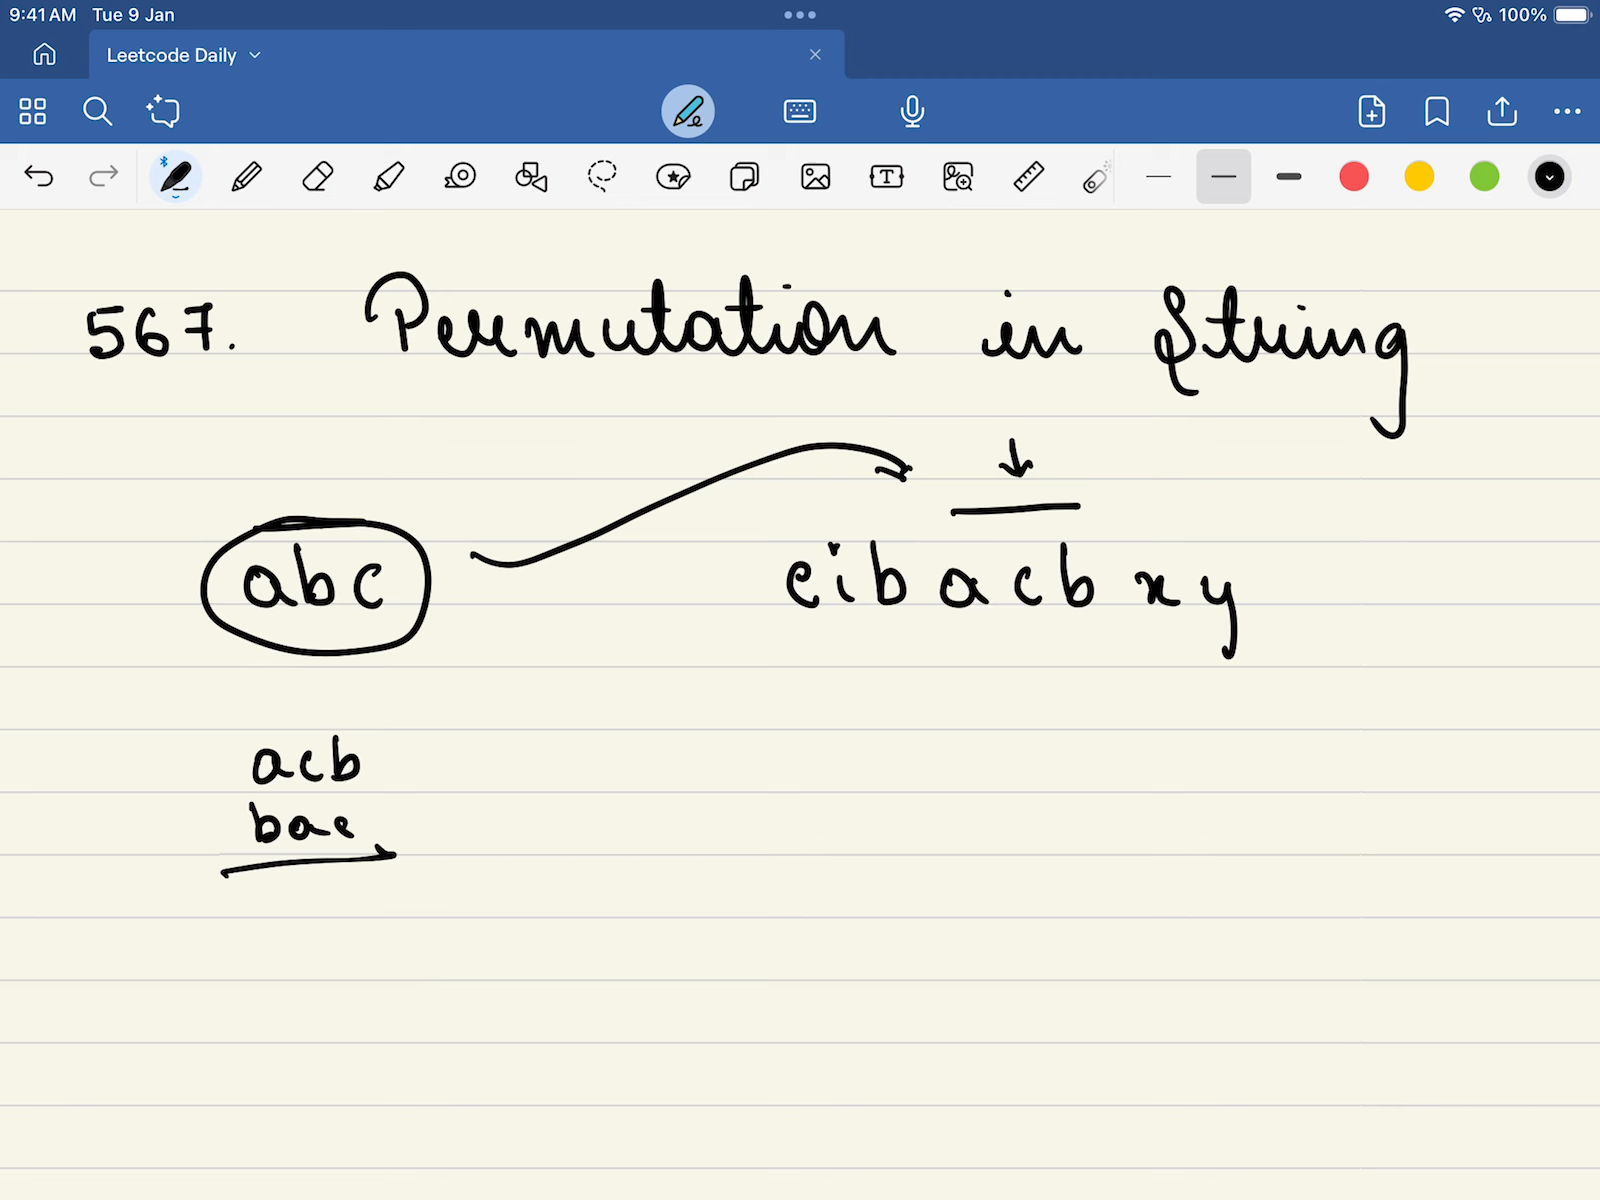 9:41 AM Tue 9 Jan 100%
Leetcode Daily
567. Permutation in String
abc eibacbxy
acb
bac